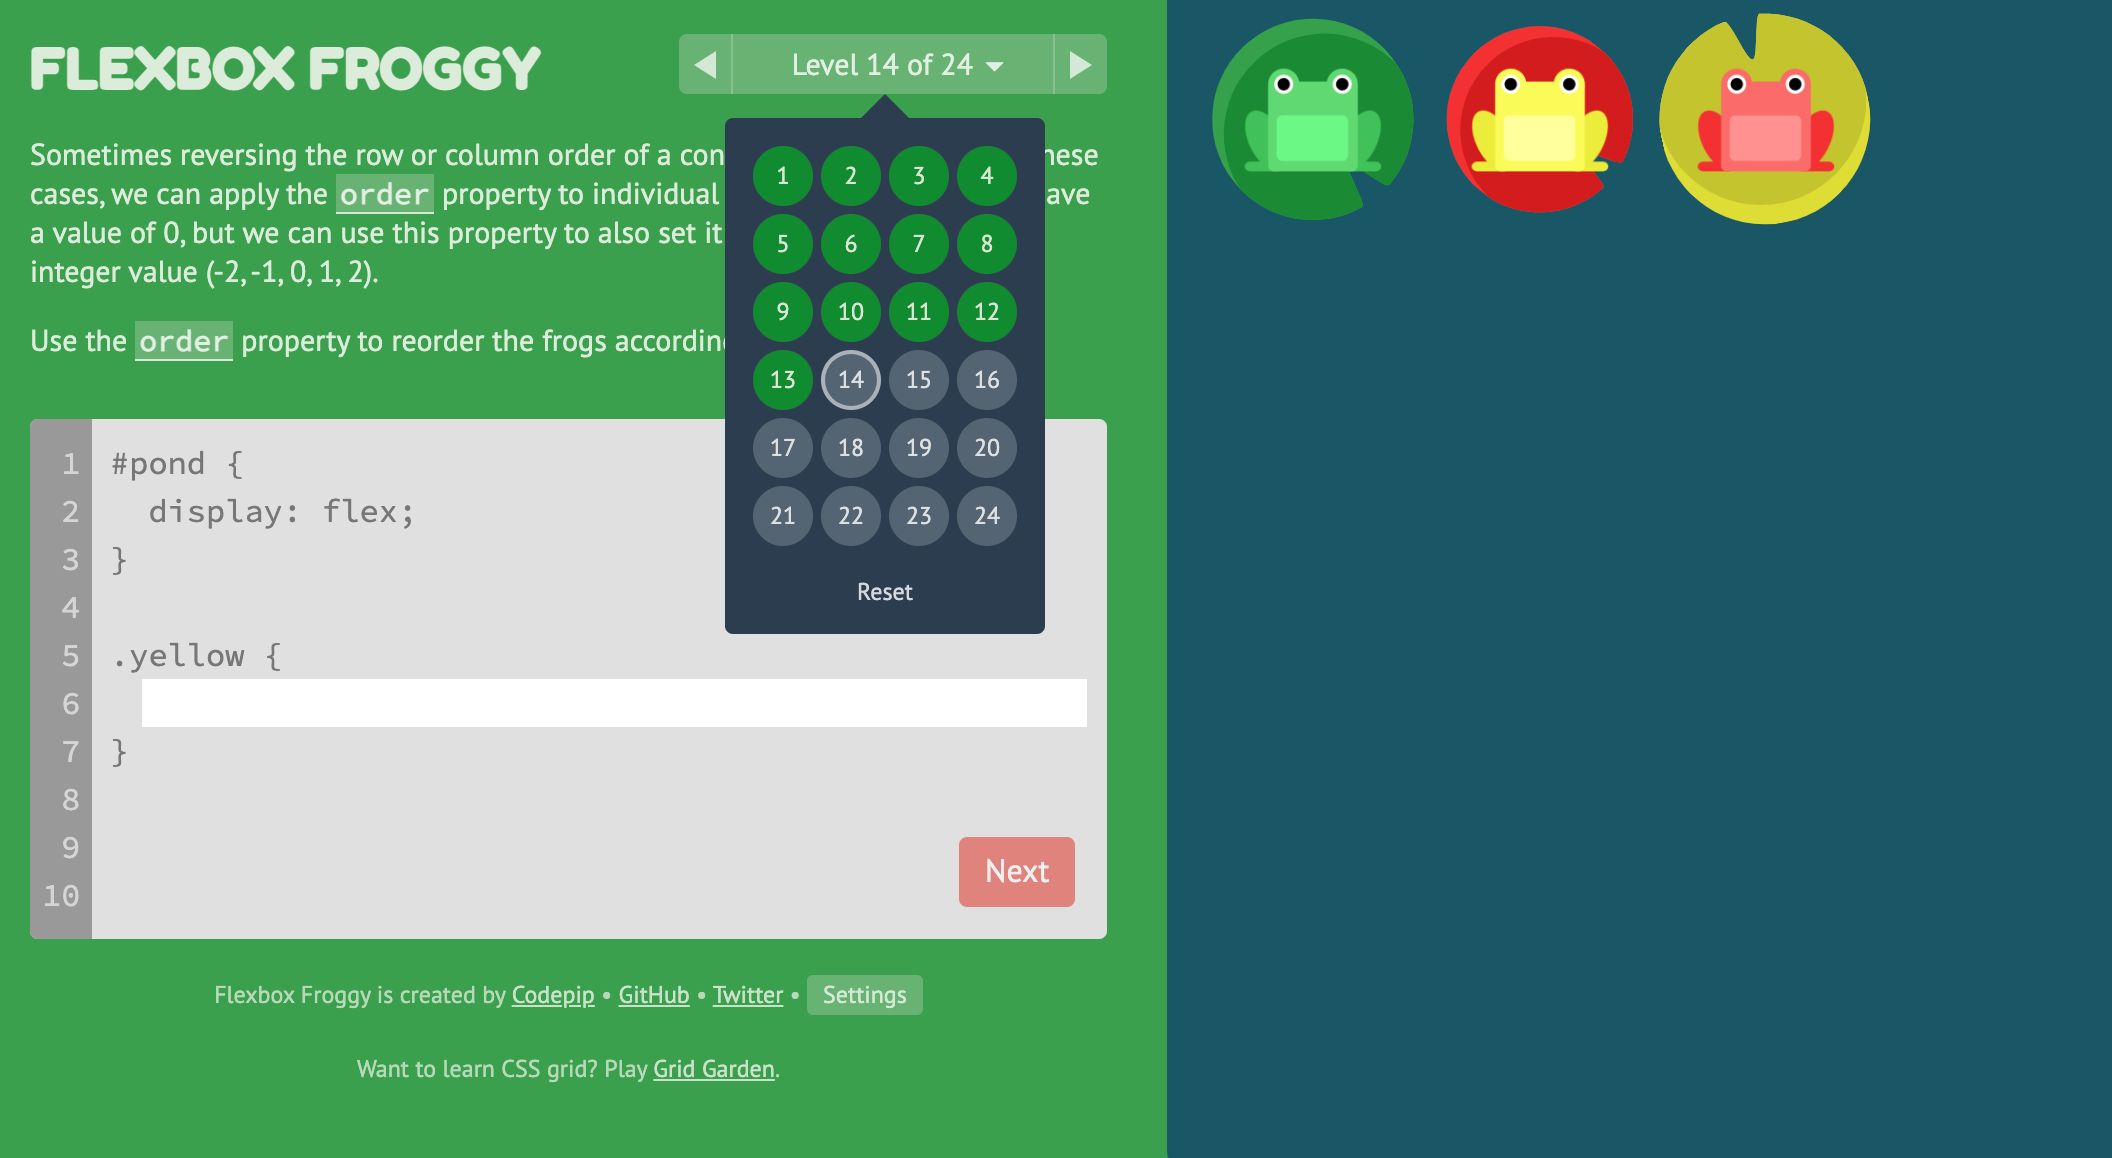 FLEXBOX FROGGY
Level 14 of 24
Sometimes reversing the row or column order of a con
hese
cases, we can apply the order property to individual
ave
a value of 0, but we can use this property to also set it
integer value (-2, -1, 0, 1, 2).
Use the order property to reorder the frogs according
1 2 3 4
5 6 7 8
9 10 11 12
13 14 15 16
17 18 19 20
21 22 23 24
Reset
1 #pond {
2 display: flex;
3 }
4
5 .yellow {
6
7 }
8
9
10
Next
Flexbox Froggy is created by Codepip • GitHub • Twitter • Settings
Want to learn CSS grid? Play Grid Garden.